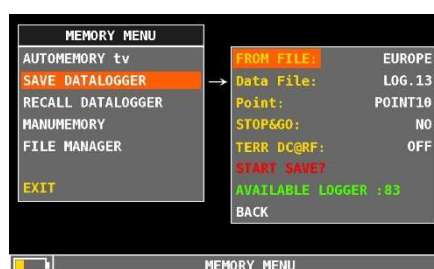 MEMORY MENU
AUTOMEMORY tv
SAVE DATALOGGER
RECALL DATALOGGER
MANUMEMORY
FILE MANAGER
EXIT
→
FROM FILE: EUROPE
Data File: LOG.13
Point: POINT10
STOP&GO: NO
TERR DC@RF: OFF
START SAVE?
AVAILABLE LOGGER :83
BACK
MEMORY MENU